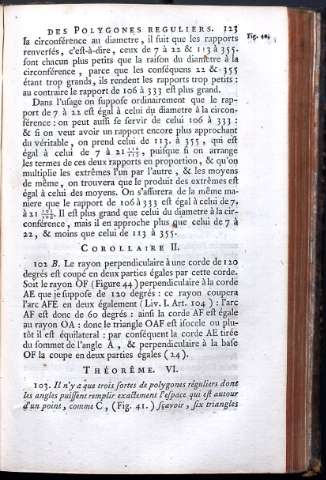 DES POLYGONES REGULIERS. 123
la circonférence au diametre, il suit que les rapports
Fig. 44.
renversés, c'est-à-dire, ceux de 7 à 22 & 113 à 355.
sont chacun plus petits que la raison du diametre à la
circonférence, parce que les conséquens 22 & 355
étant trop grands, ils rendent les rapports trop petits :
au contraire le rapport de 106 à 333 est plus grand.
Dans l'usage on suppose ordinairement que le rap-
port de 7 à 22 est égal à celui du diametre à la circon-
férence : on peut aussi se servir de celui 106 à 333 :
& si on veut avoir un rapport encore plus approchant
du véritable, on prend celui de 113. à 355, qui est
égal à celui de 7 à 21
puisque si on arrange
les termes de ces deux rapports en proportion, & qu'on
multiplie les extrêmes l'un par l'autre, & les moyens
de même, on trouvera que le produit des extrêmes est
égal à celui des moyens. On s'assurera de la même ma-
niere que le rapport de 106 à 333 est égal à celui de 7,
à 21
Il est plus grand que celui du diametre à la cir-
conférence, mais il en approche plus que celui de 7 à
22, & moins que celui de 113 à 355.
COROLLAIRE II.
102 B. Le rayon perpendiculaire à une corde de 120
degrés est coupé en deux parties égales par cette corde.
Soit le rayon OF (Figure 44) perpendiculaire à la corde
AE que je suppose de 120 degrés : ce rayon coupera
l'arc AFE en deux également (Liv. I. Art. 104) : l'arc
AF est donc de 60 degrés : ainsi la corde AF est égale
au rayon OA : donc le triangle OAF est isocele ou plu-
tôt il est équilateral : par conséquent la corde AE tirée
du sommet de l'angle A, & perpendiculaire à la base
OF la coupe en deux parties égales (24).
THÉORÊME. VI.
103. Il n'y a que trois sortes de polygones réguliers dont
les angles puissent remplir exactement l'espace qui est autour
d'un point, comme C, (Fig. 41.) sçavoir, six triangles